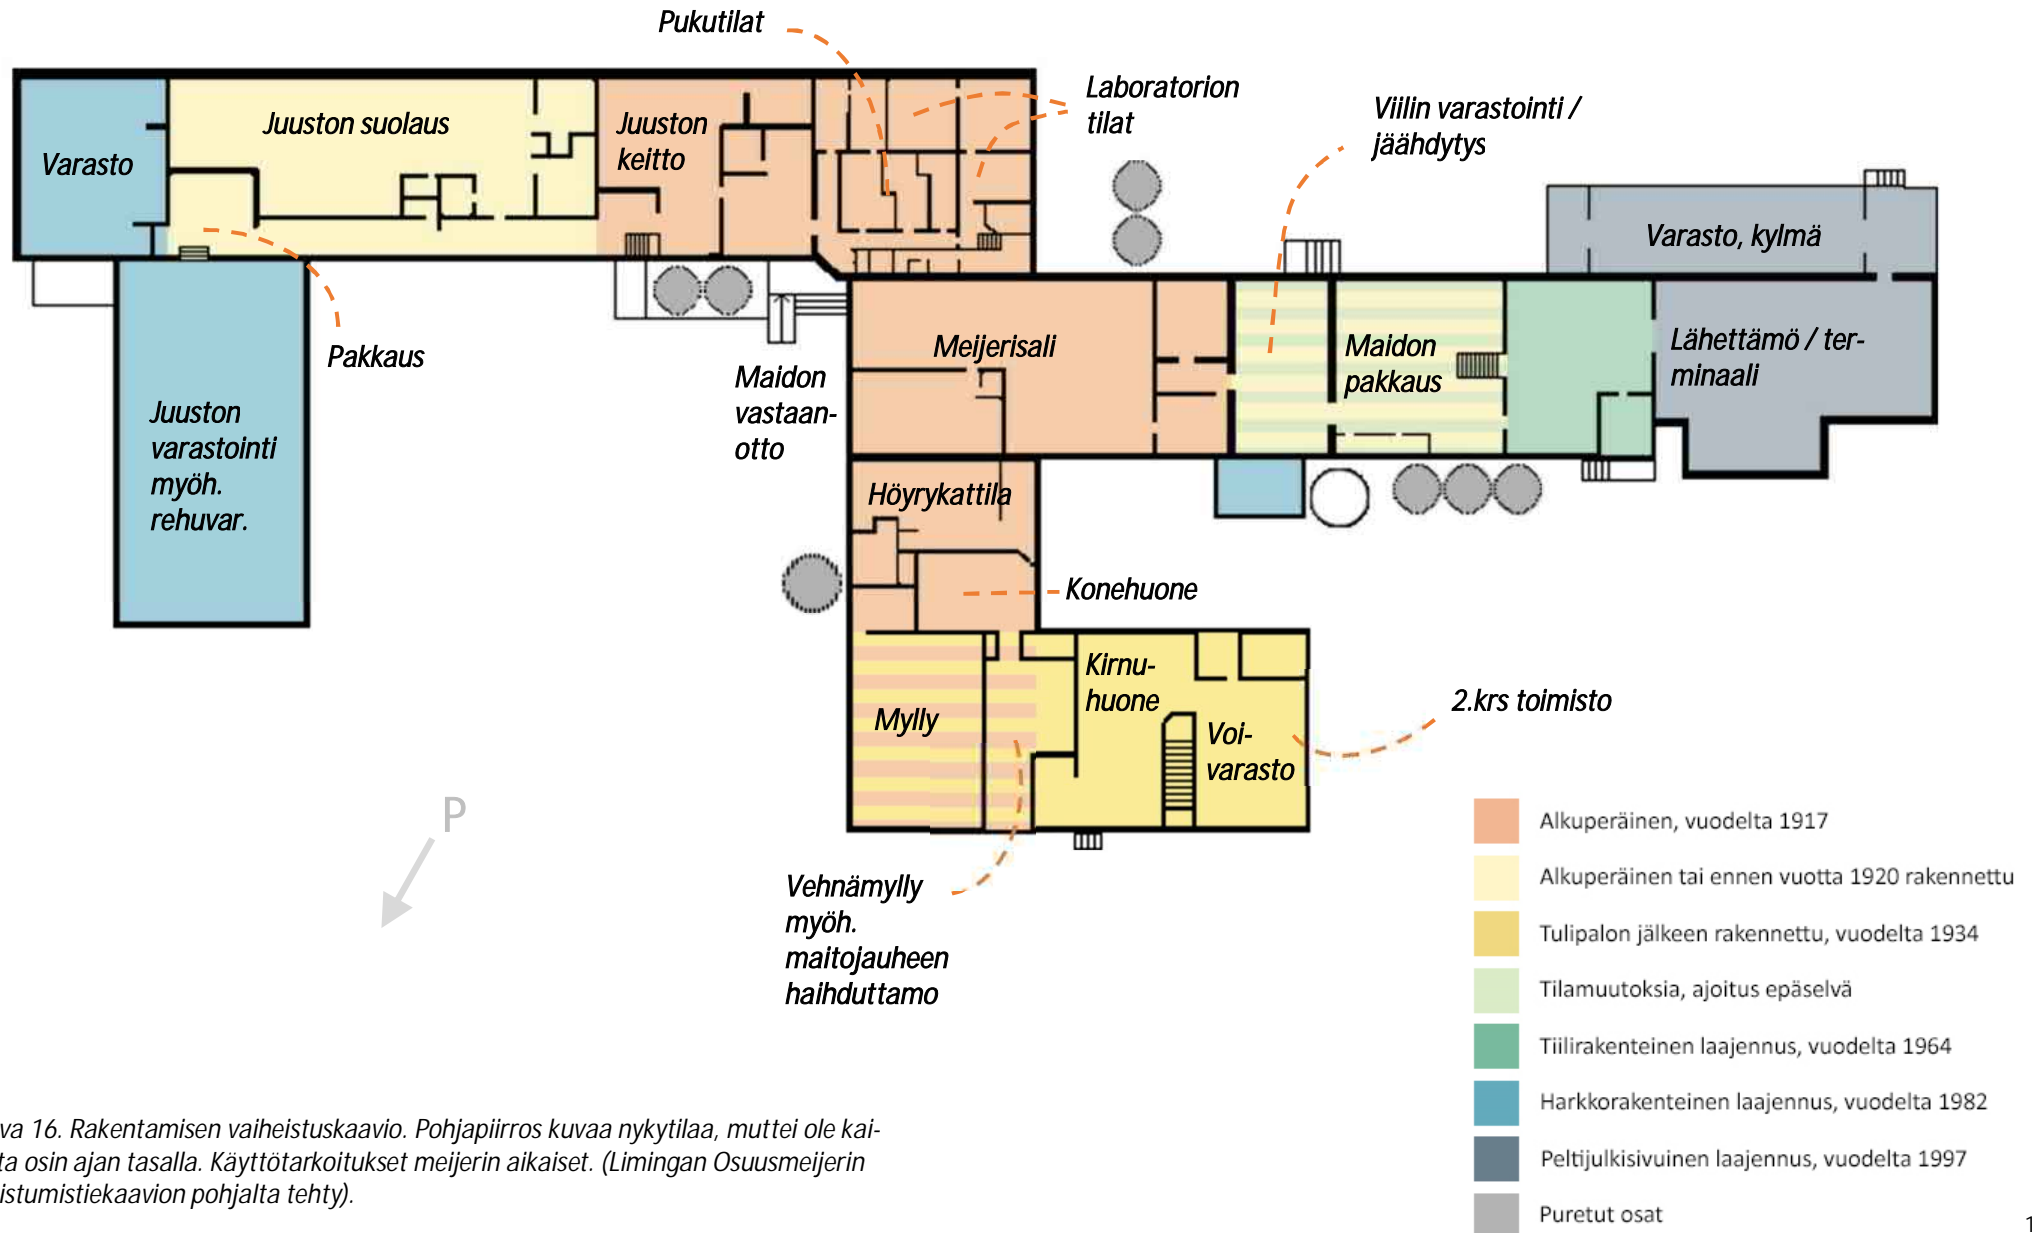 Pukutilat
Laboratorion
tilat
Viilin varastointi /
jäähdytys
Juuston suolaus
Juuston
keitto
Varasto
Varasto, kylmä
Pakkaus
Meijerisali
Maidon
pakkaus
Lähettämö / ter-
minaali
Maidon
vastaan-
otto
Juuston
varastointi
myöh.
rehuvar.
Höyrykattila
Konehuone
Kirnu-
huone
Mylly
Voi-
varasto
2.krs toimisto
P
Vehnämylly
myöh.
maitojauheen
haihduttamo
Alkuperäinen, vuodelta 1917
Alkuperäinen tai ennen vuotta 1920 rakennettu
Tulipalon jälkeen rakennettu, vuodelta 1934
Tilamuutoksia, ajoitus epäselvä
Tiilirakenteinen laajennus, vuodelta 1964
Harkkorakenteinen laajennus, vuodelta 1982
Peltijulkisivuinen laajennus, vuodelta 1997
Puretut osat
va 16. Rakentamisen vaiheistuskaavio. Pohjapiirros kuvaa nykytilaa, muttei ole kai-
ta osin ajan tasalla. Käyttötarkoitukset meijerin aikaiset. (Limingan Osuusmeijerin
istumistiekaavion pohjalta tehty).
1